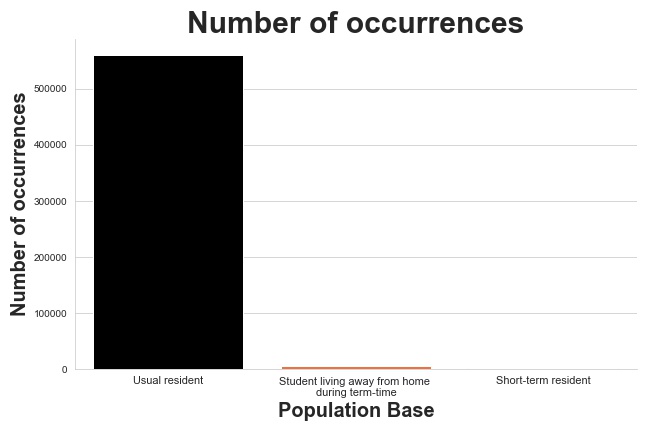 Number of occurrences
Number of occurrences
500000
400000
300000
200000
100000
0
Usual resident
Student living away from home
during term-time
Short-term resident
Population Base